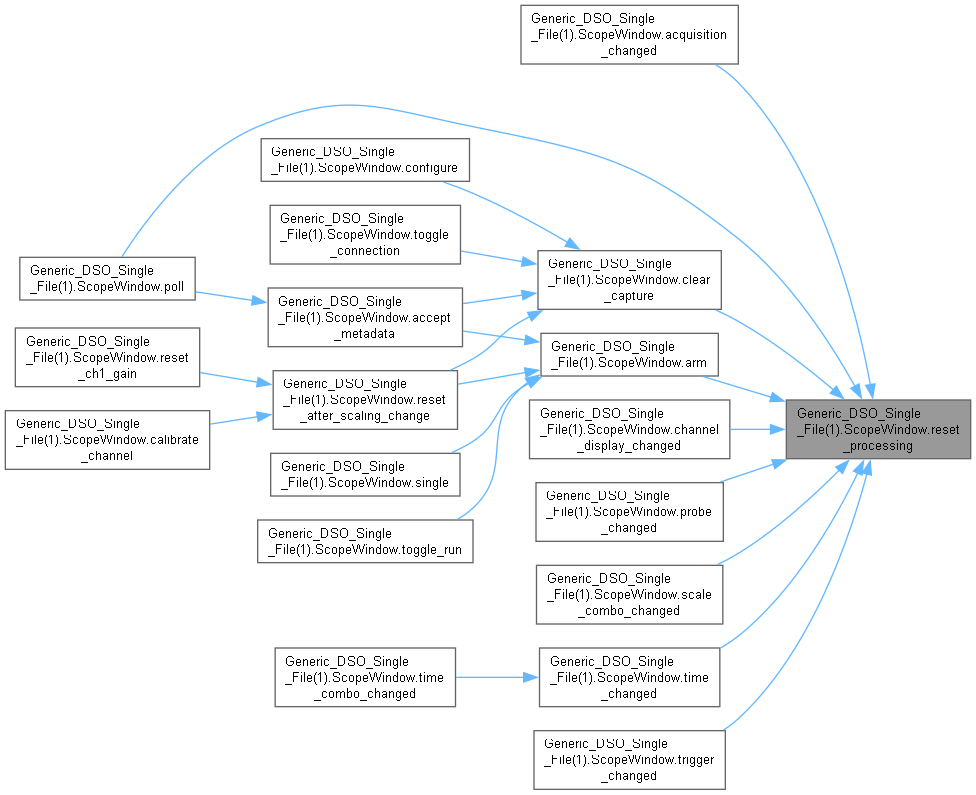 Generic_DSO_Single
_File(1).ScopeWindow.acquisition
_changed
Generic_DSO_Single
_File(1).ScopeWindow.configure
Generic_DSO_Single
_File(1).ScopeWindow.toggle
_connection
Generic_DSO_Single
_File(1).ScopeWindow.clear
_capture
Generic_DSO_Single
_File(1).ScopeWindow.poll
Generic_DSO_Single
_File(1).ScopeWindow.accept
_metadata
Generic_DSO_Single
_File(1).ScopeWindow.arm
Generic_DSO_Single
_File(1).ScopeWindow.reset
_ch1_gain
Generic_DSO_Single
_File(1).ScopeWindow.reset
_after_scaling_change
Generic_DSO_Single
_File(1).ScopeWindow.channel
_display_changed
Generic_DSO_Single
_File(1).ScopeWindow.reset
_processing
Generic_DSO_Single
_File(1).ScopeWindow.calibrate
_channel
Generic_DSO_Single
_File(1).ScopeWindow.single
Generic_DSO_Single
_File(1).ScopeWindow.probe
_changed
Generic_DSO_Single
_File(1).ScopeWindow.toggle_run
Generic_DSO_Single
_File(1).ScopeWindow.scale
_combo_changed
Generic_DSO_Single
_File(1).ScopeWindow.time
_combo_changed
Generic_DSO_Single
_File(1).ScopeWindow.time
_changed
Generic_DSO_Single
_File(1).ScopeWindow.trigger
_changed